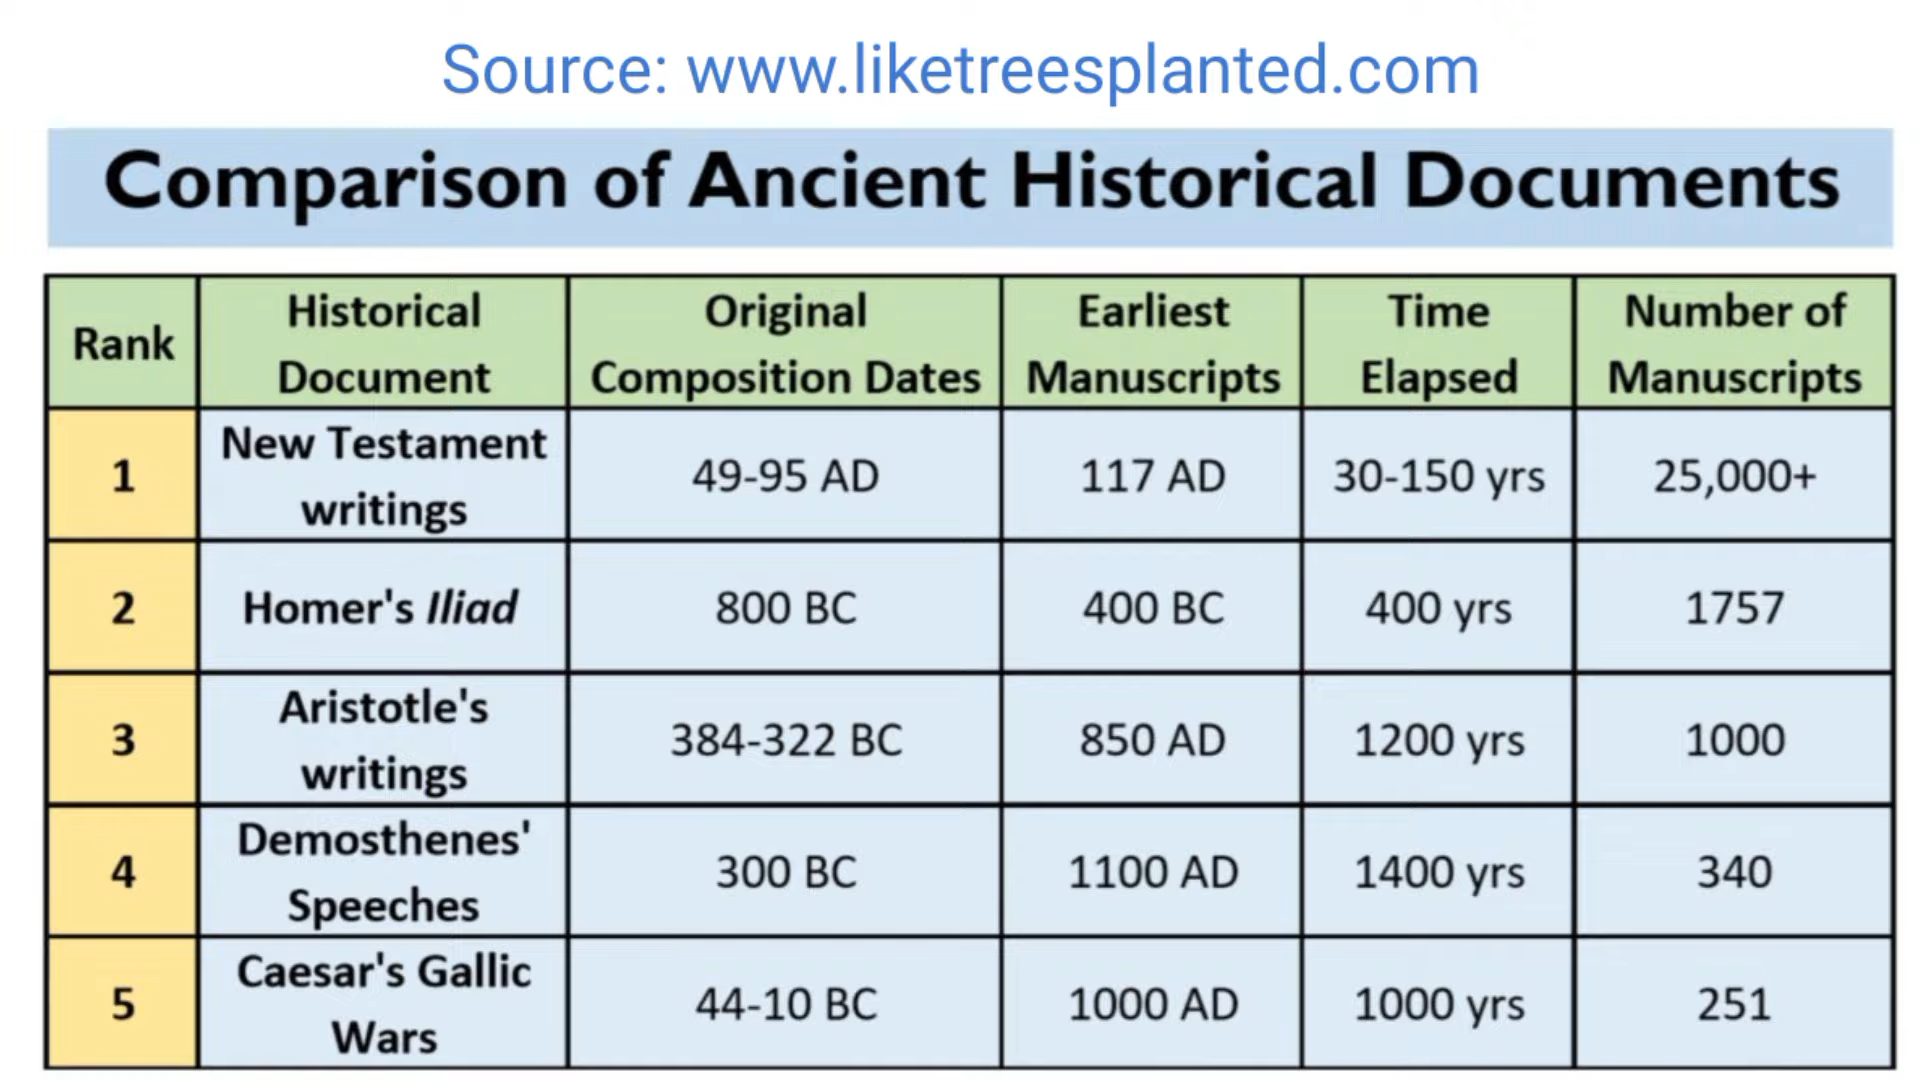 Source: www.liketreesplanted.com
Comparison of Ancient Historical Documents
Rank
Historical
Document
Original
Composition Dates
Earliest
Manuscripts
Time
Elapsed
Number of
Manuscripts
1
New Testament
writings
49-95 AD
117 AD
30-150 yrs
25,000+
2
Homer's Iliad
800 BC
400 BC
400 yrs
1757
3
Aristotle's
writings
384-322 BC
850 AD
1200 yrs
1000
4
Demosthenes'
Speeches
300 BC
1100 AD
1400 yrs
340
5
Caesar's Gallic
Wars
44-10 BC
1000 AD
1000 yrs
251